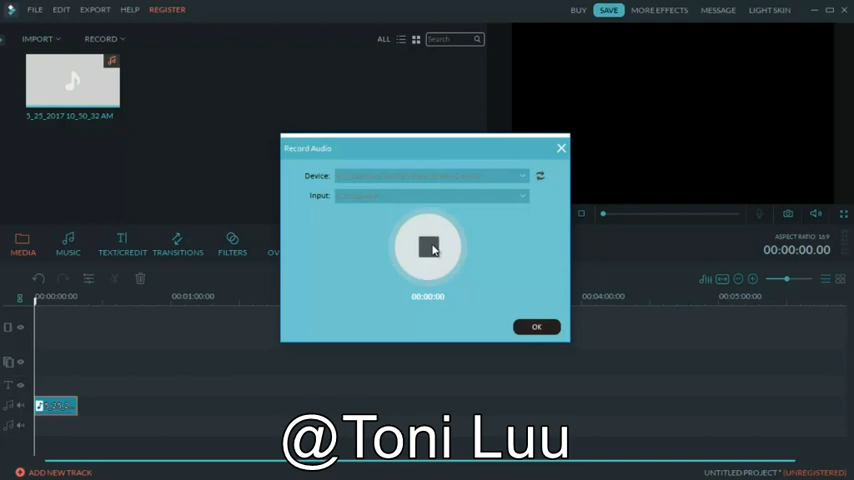 FILE EDIT EXPORT HELP REGISTER BUY SAVE MORE EFFECTS MESSAGE LIGHT SKIN
IMPORT RECORD ALL Search
5_25_2017 10_50_32 AM
Record Audio
Device:
Input:
00:00:00
OK
MEDIA MUSIC TEXT/CREDIT TRANSITIONS FILTERS OV
ASPECT RATIO: 16:9
00:00:00.00
00:00:00:00 00:01:00:00 00:04:00:00 00:05:00:00
T
5_25_2...
@Toni Luu
ADD NEW TRACK UNTITLED PROJECT * (UNREGISTERED)